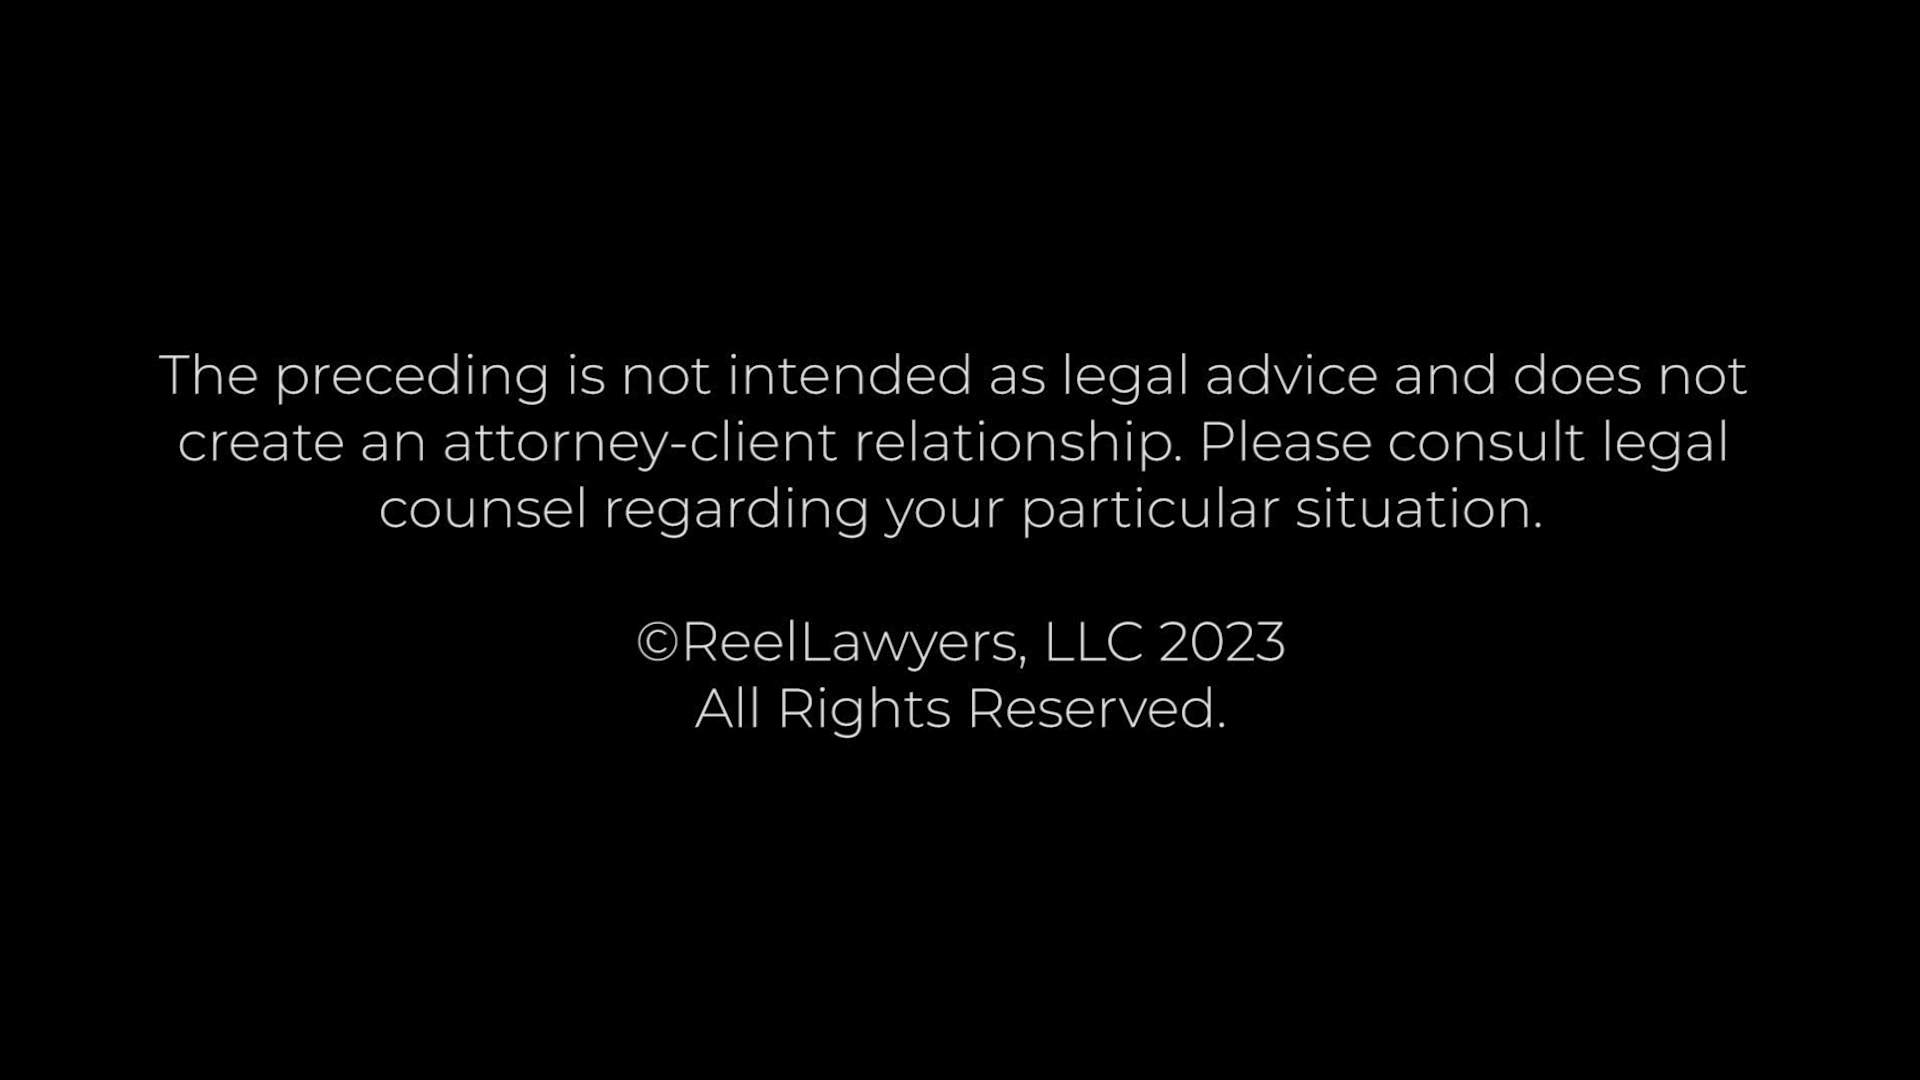 The preceding is not intended as legal advice and does not
create an attorney-client relationship. Please consult legal
counsel regarding your particular situation.
©ReelLawyers, LLC 2023
All Rights Reserved.